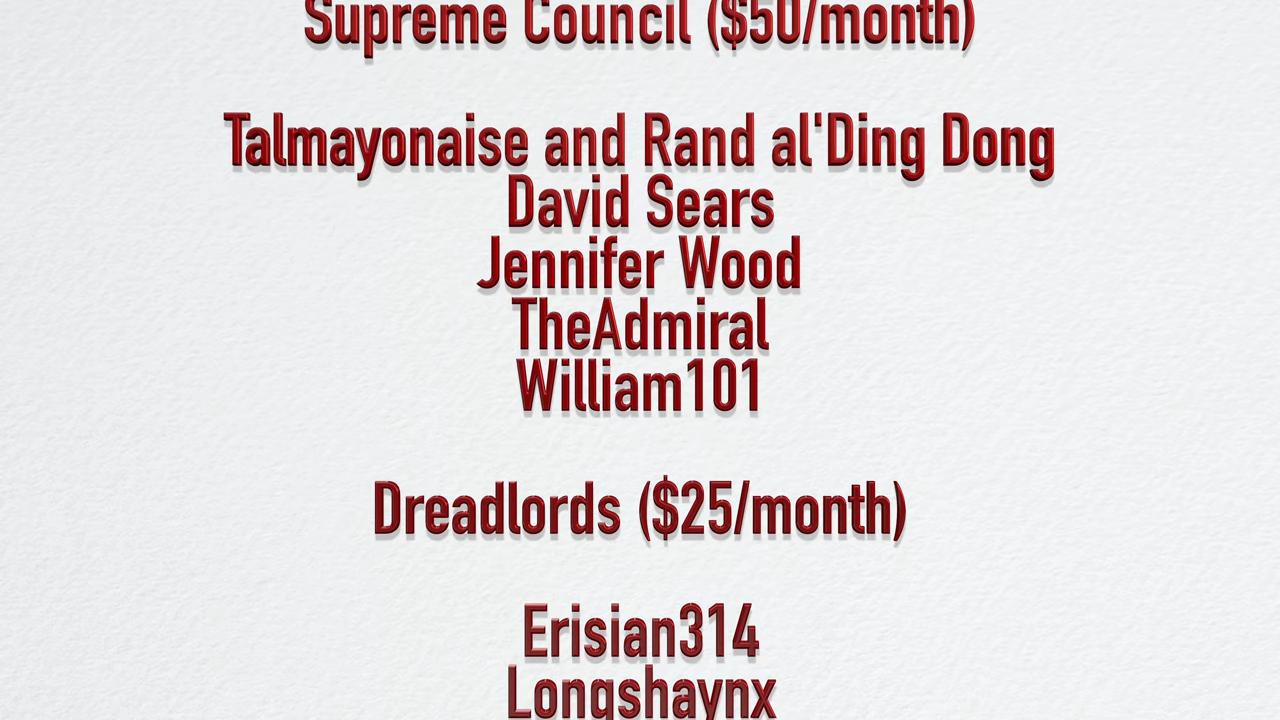 Supreme Council ($50/month)
Talmayonaise and Rand al'Ding Dong
David Sears
Jennifer Wood
TheAdmiral
William101
Dreadlords ($25/month)
Erisian314
Longshaynx